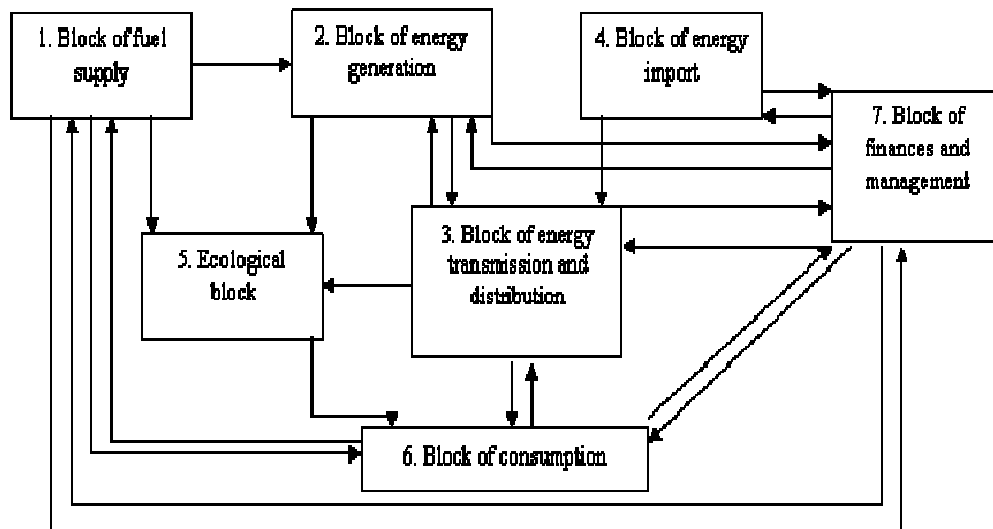 1. Block of fuel
supply
2. Block of energy
generation
4. Block of energy
import
7. Block of
finances and
management
5. Ecological
block
3. Block of energy
transmission and
distribution
6. Block of consumption